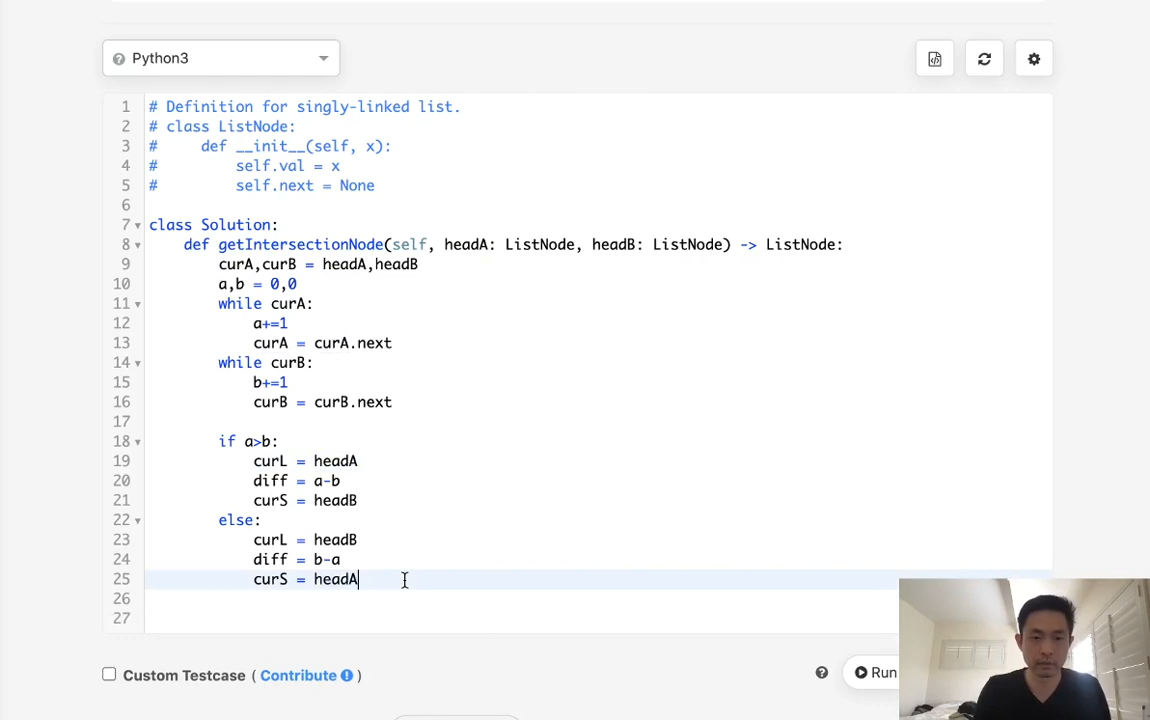 Python3
1 # Definition for singly-linked list.
2 # class ListNode:
3 #     def __init__(self, x):
4 #         self.val = x
5 #         self.next = None
6
7 class Solution:
8     def getIntersectionNode(self, headA: ListNode, headB: ListNode) -> ListNode:
9         curA,curB = headA,headB
10         a,b = 0,0
11         while curA:
12             a+=1
13             curA = curA.next
14         while curB:
15             b+=1
16             curB = curB.next
17
18         if a>b:
19             curL = headA
20             diff = a-b
21             curS = headB
22         else:
23             curL = headB
24             diff = b-a
25             curS = headA
26
27
Custom Testcase ( Contribute )
Run